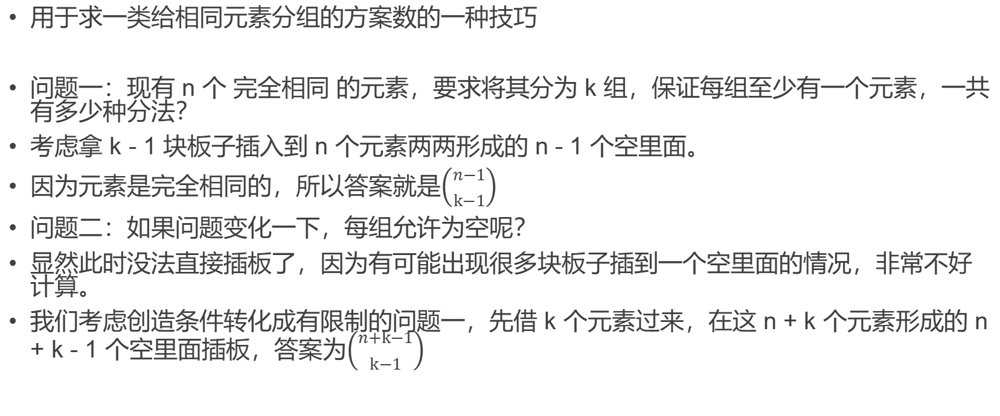 • 用于求一类给相同元素分组的方案数的一种技巧
• 问题一：现有 n 个 完全相同 的元素，要求将其分为 k 组，保证每组至少有一个元素，一共
有多少种分法？
• 考虑拿 k - 1 块板子插入到 n 个元素两两形成的 n - 1 个空里面。
• 因为元素是完全相同的，所以答案就是$\binom{n-1}{k-1}$
• 问题二：如果问题变化一下，每组允许为空呢？
• 显然此时没法直接插板了，因为有可能出现很多块板子插到一个空里面的情况，非常不好
计算。
• 我们考虑创造条件转化成有限制的问题一，先借 k 个元素过来，在这 n + k 个元素形成的 n
+ k - 1 个空里面插板，答案为$\binom{n+k-1}{k-1}$